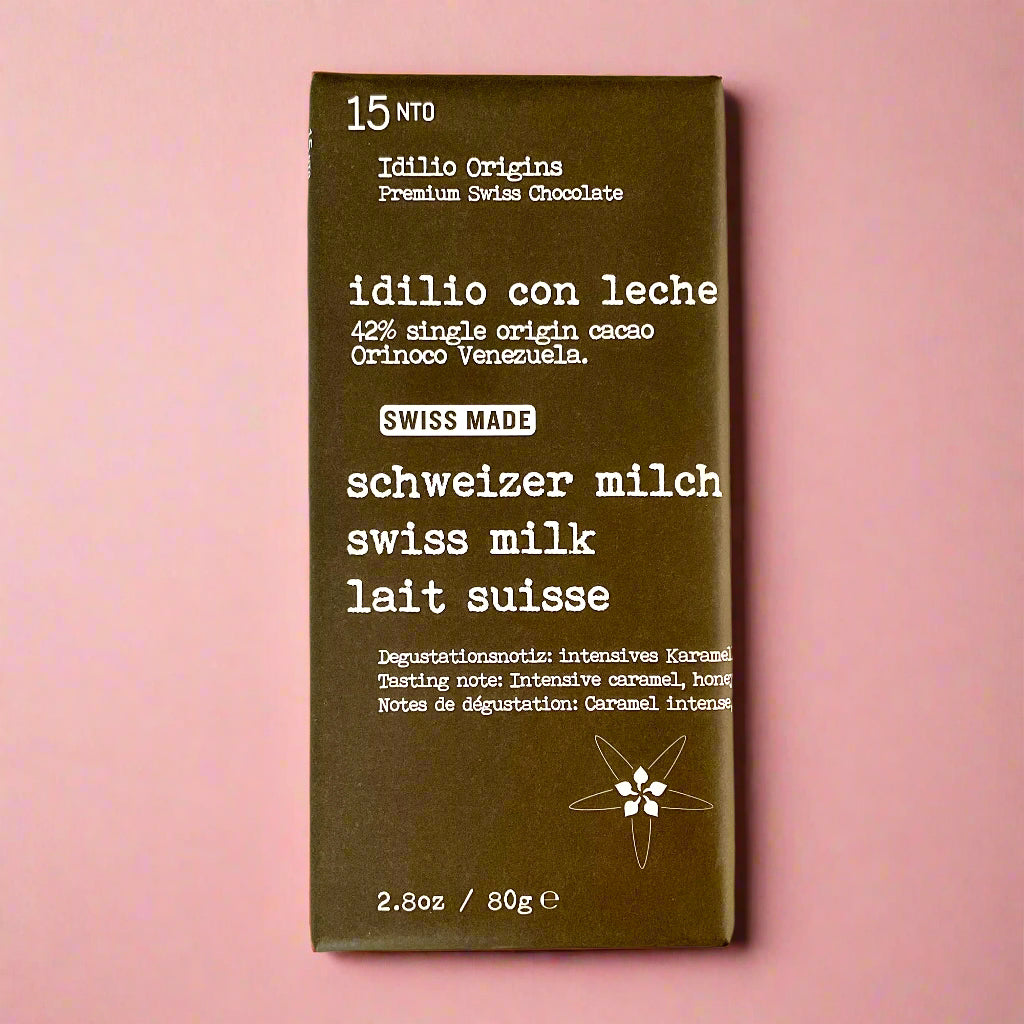 15 NTO
Idilio Origins
Premium Swiss Chocolate
idilio con leche
42% single origin cacao
Orinoco Venezuela.
SWISS MADE
schweizer milch
swiss milk
lait suisse
Degustationsnotiz: intensives Karamel
Tasting note: Intensive caramel, hone
Notes de dégustation: Caramel intense,
2.8oz / 80g ℮